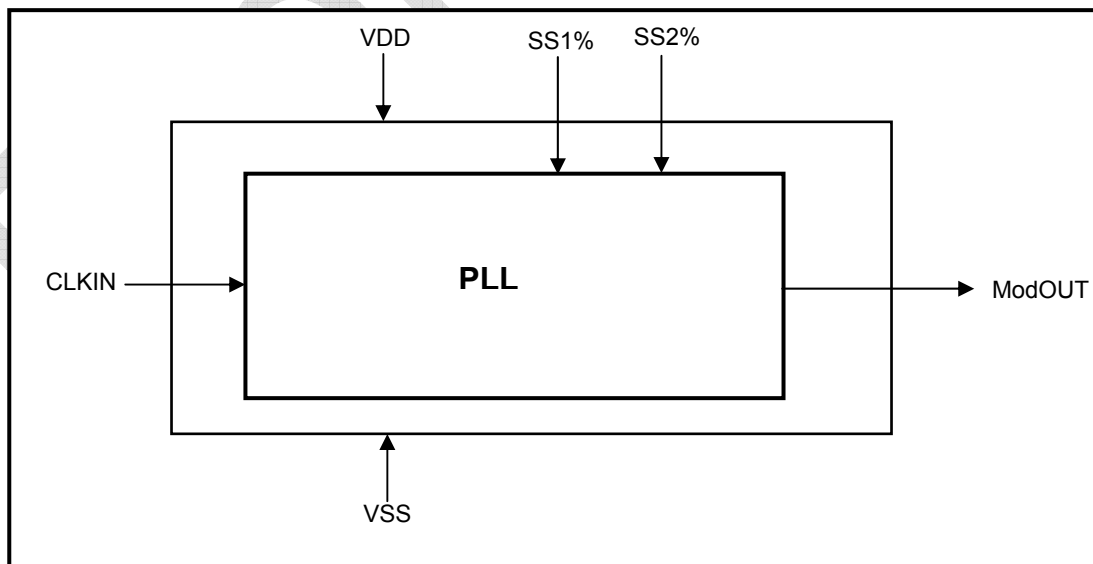 VDD
SS1%
SS2%
CLKIN
PLL
ModOUT
VSS